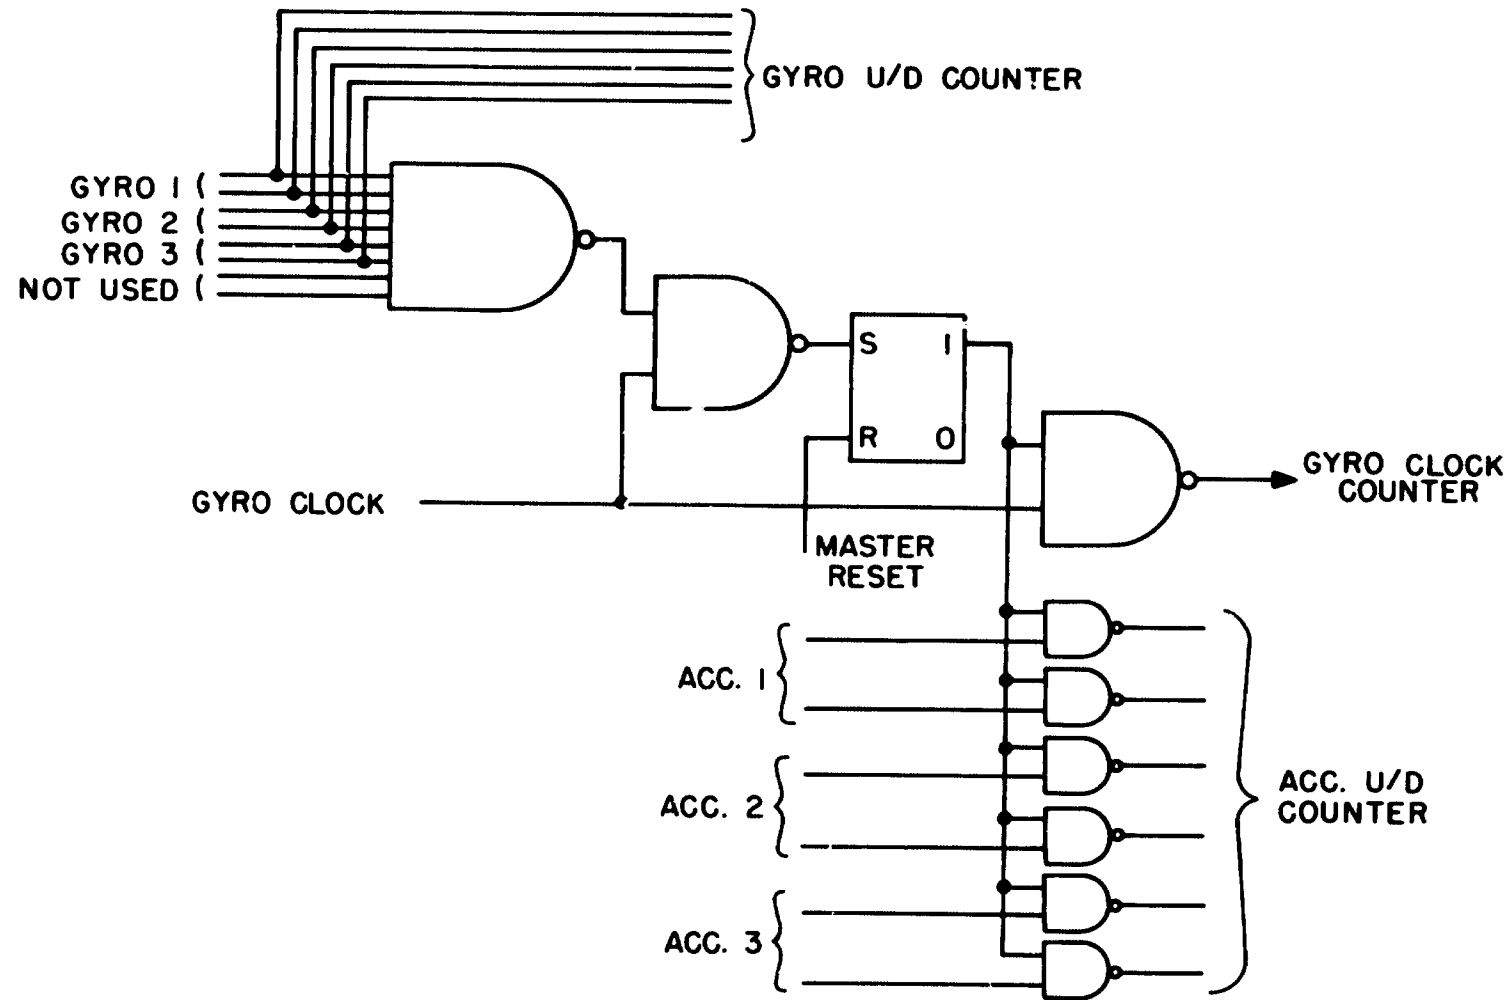 GYRO U/D COUNTER
GYRO 1 (
GYRO 2 (
GYRO 3 (
NOT USED (
S 1
R 0
GYRO CLOCK
GYRO CLOCK
COUNTER
MASTER
RESET
ACC. 1
ACC. 2
ACC. 3
ACC. U/D
COUNTER